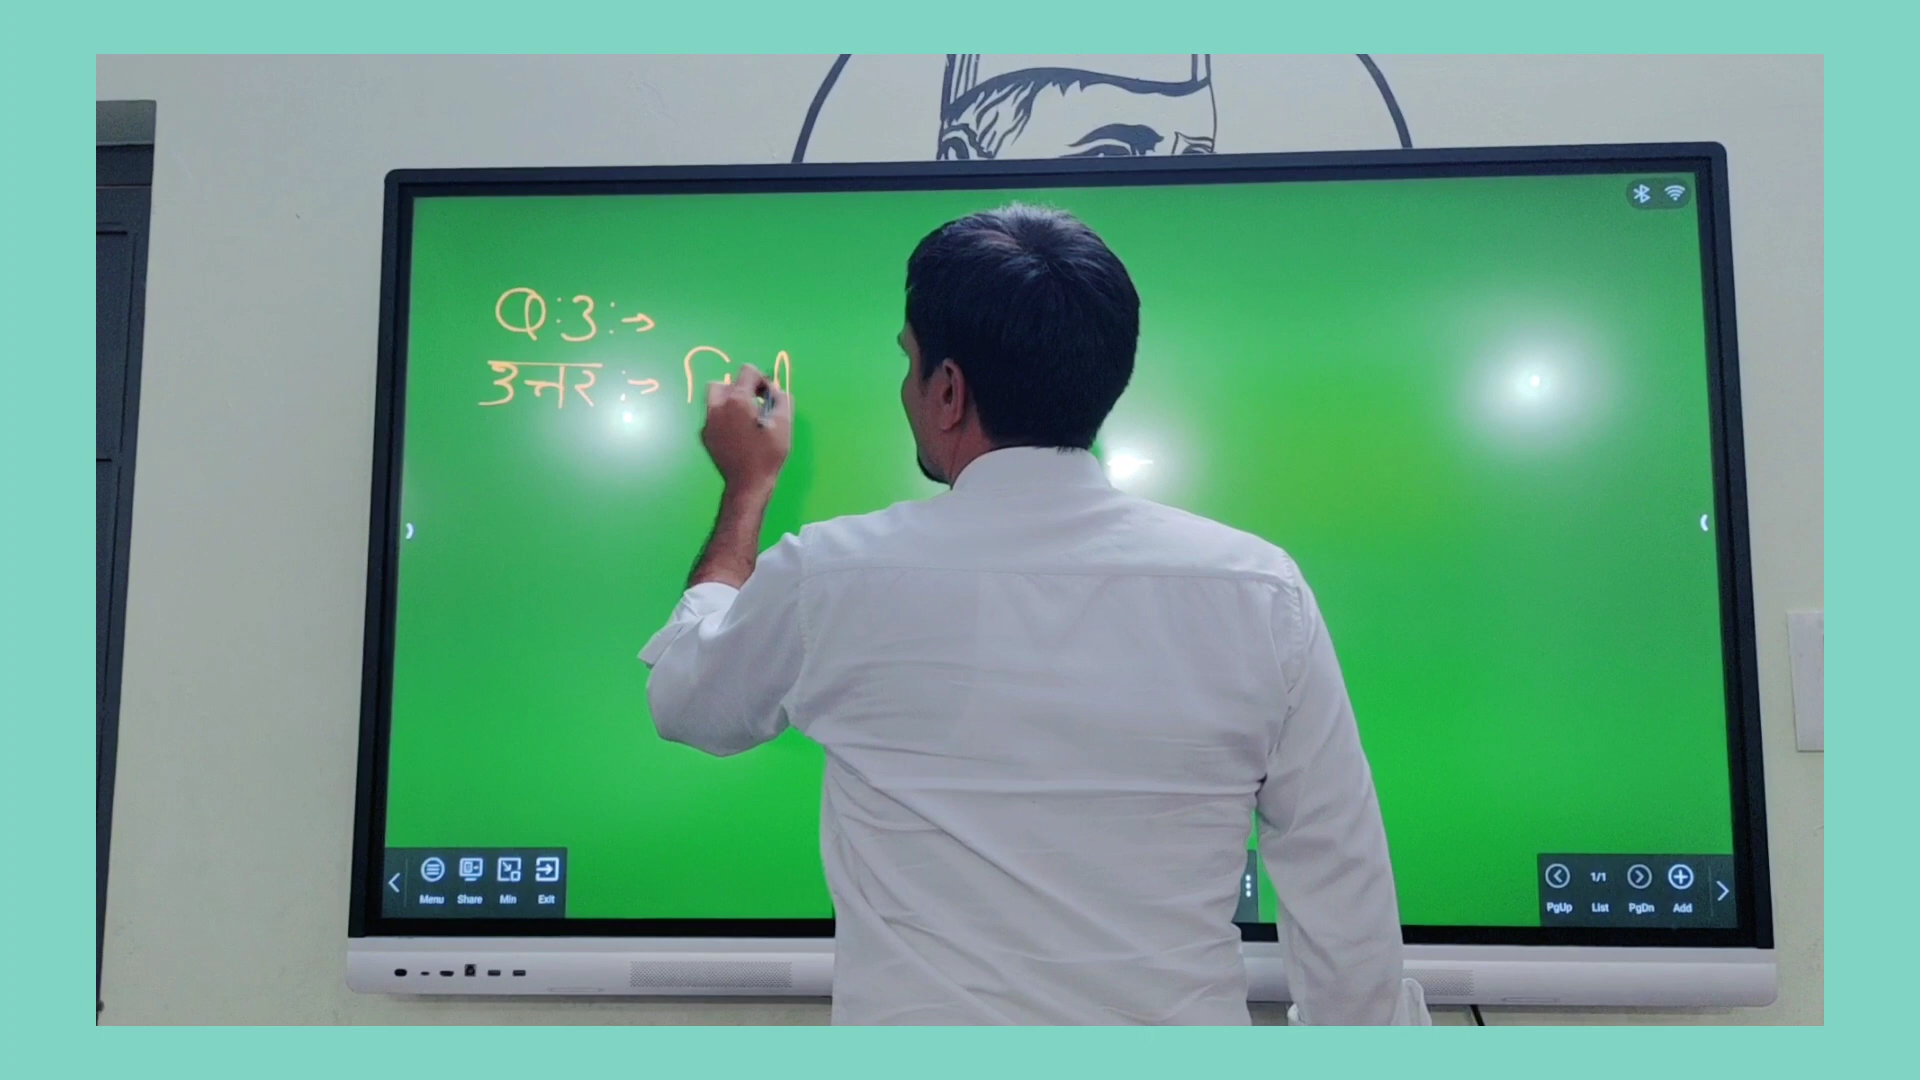 Q:3:→
उत्तर:→
Menu Share Min Exit
1/1
PgUp List PgDn Add